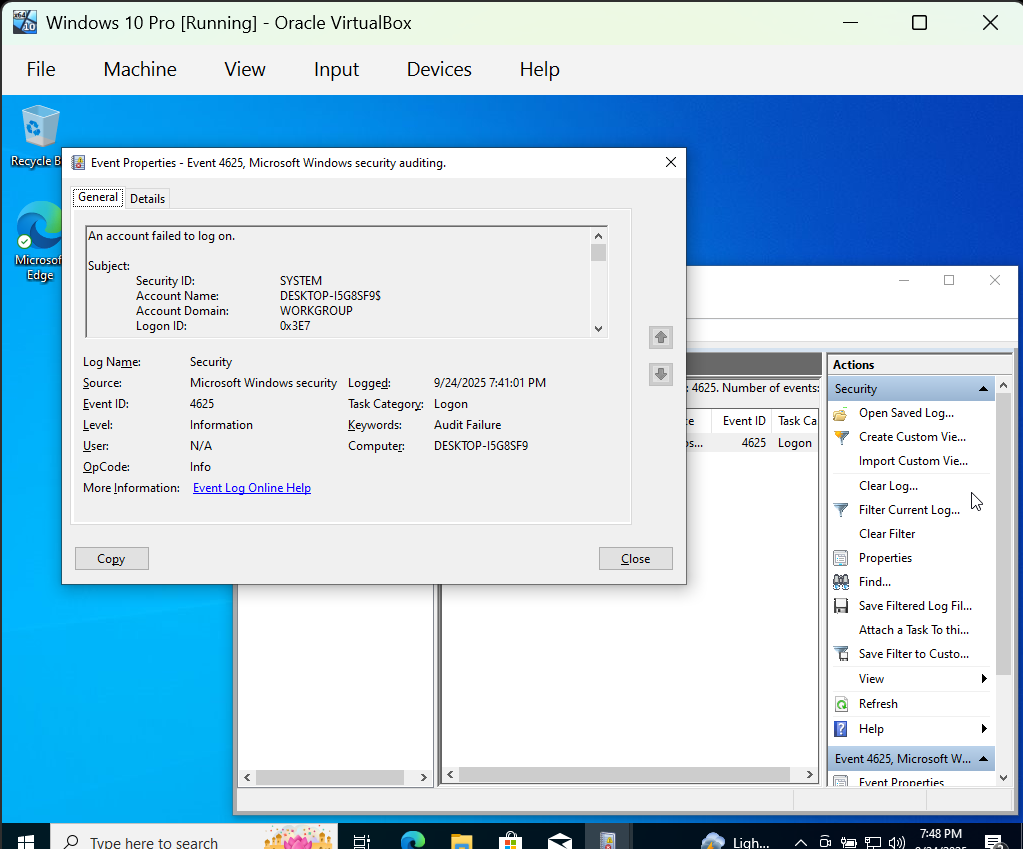 Windows 10 Pro [Running] - Oracle VirtualBox
File Machine View Input Devices Help
Recycle B
Microsof
Edge
Event Properties - Event 4625, Microsoft Windows security auditing.
General Details
An account failed to log on.
Subject:
Security ID: SYSTEM
Account Name: DESKTOP-I5G8SF9$
Account Domain: WORKGROUP
Logon ID: 0x3E7
Log Name: Security
Source: Microsoft Windows security Logged: 9/24/2025 7:41:01 PM
Event ID: 4625 Task Category: Logon
Level: Information Keywords: Audit Failure
User: N/A Computer: DESKTOP-I5G8SF9
OpCode: Info
More Information: Event Log Online Help
Copy Close
: 4625. Number of events:
ce Event ID Task Ca
os... 4625 Logon
Actions
Security
Open Saved Log...
Create Custom Vie...
Import Custom Vie...
Clear Log...
Filter Current Log...
Clear Filter
Properties
Find...
Save Filtered Log Fil...
Attach a Task To thi...
Save Filter to Custo...
View
Refresh
Help
Event 4625, Microsoft W...
Event Properties
Type here to search
Ligh...
7:48 PM